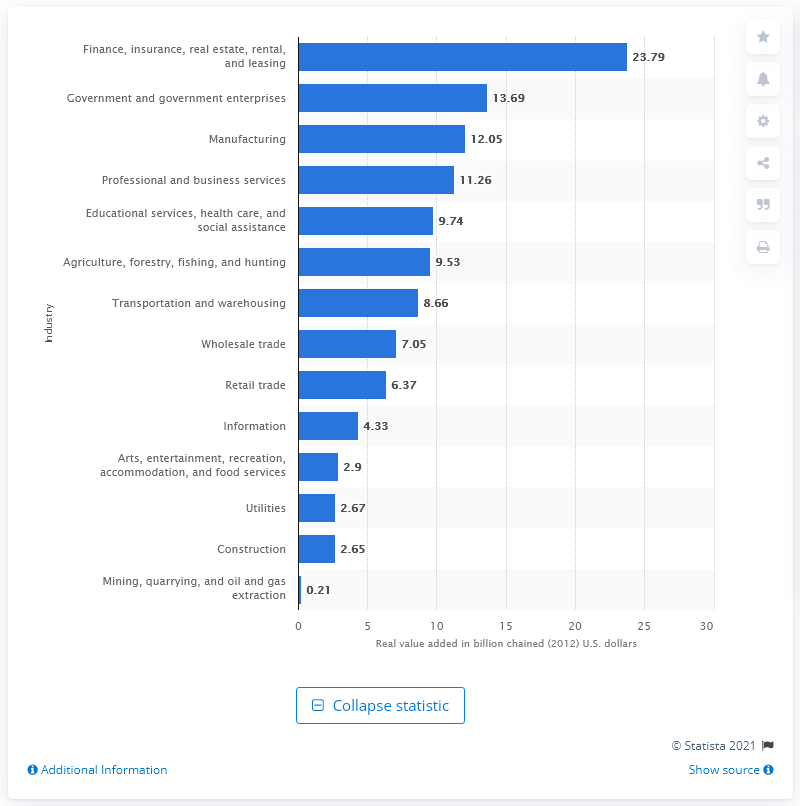 Finance, insurance, real estate, rental,
and leasing
23.79
Government and government enterprises
13.69
Manufacturing
12.05
Professional and business services
11.26
Educational services, health care, and
social assistance
9.74
Agriculture, forestry, fishing, and hunting
9.53
Transportation and warehousing
8.66
Wholesale trade
7.05
Retail trade
6.37
Information
4.33
Arts, entertainment, recreation,
accommodation, and food services
2.9
Utilities
2.67
Construction
2.65
Mining, quarrying, and oil and gas
extraction
0.21
Industry
0 5 10 15 20 25 30
Real value added in billion chained (2012) U.S. dollars
Collapse statistic
© Statista 2021
Additional Information
Show source